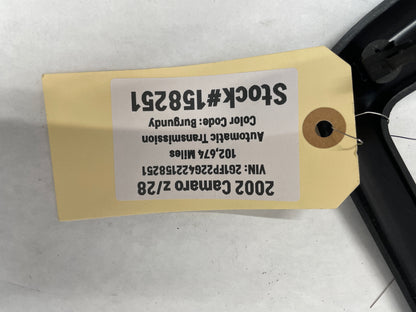 2002 Camaro z/28
VIN: 2G1FP22G422158251
102,674 Miles
Automatic Transmission
Color Code: Burgundy
Stock#158251